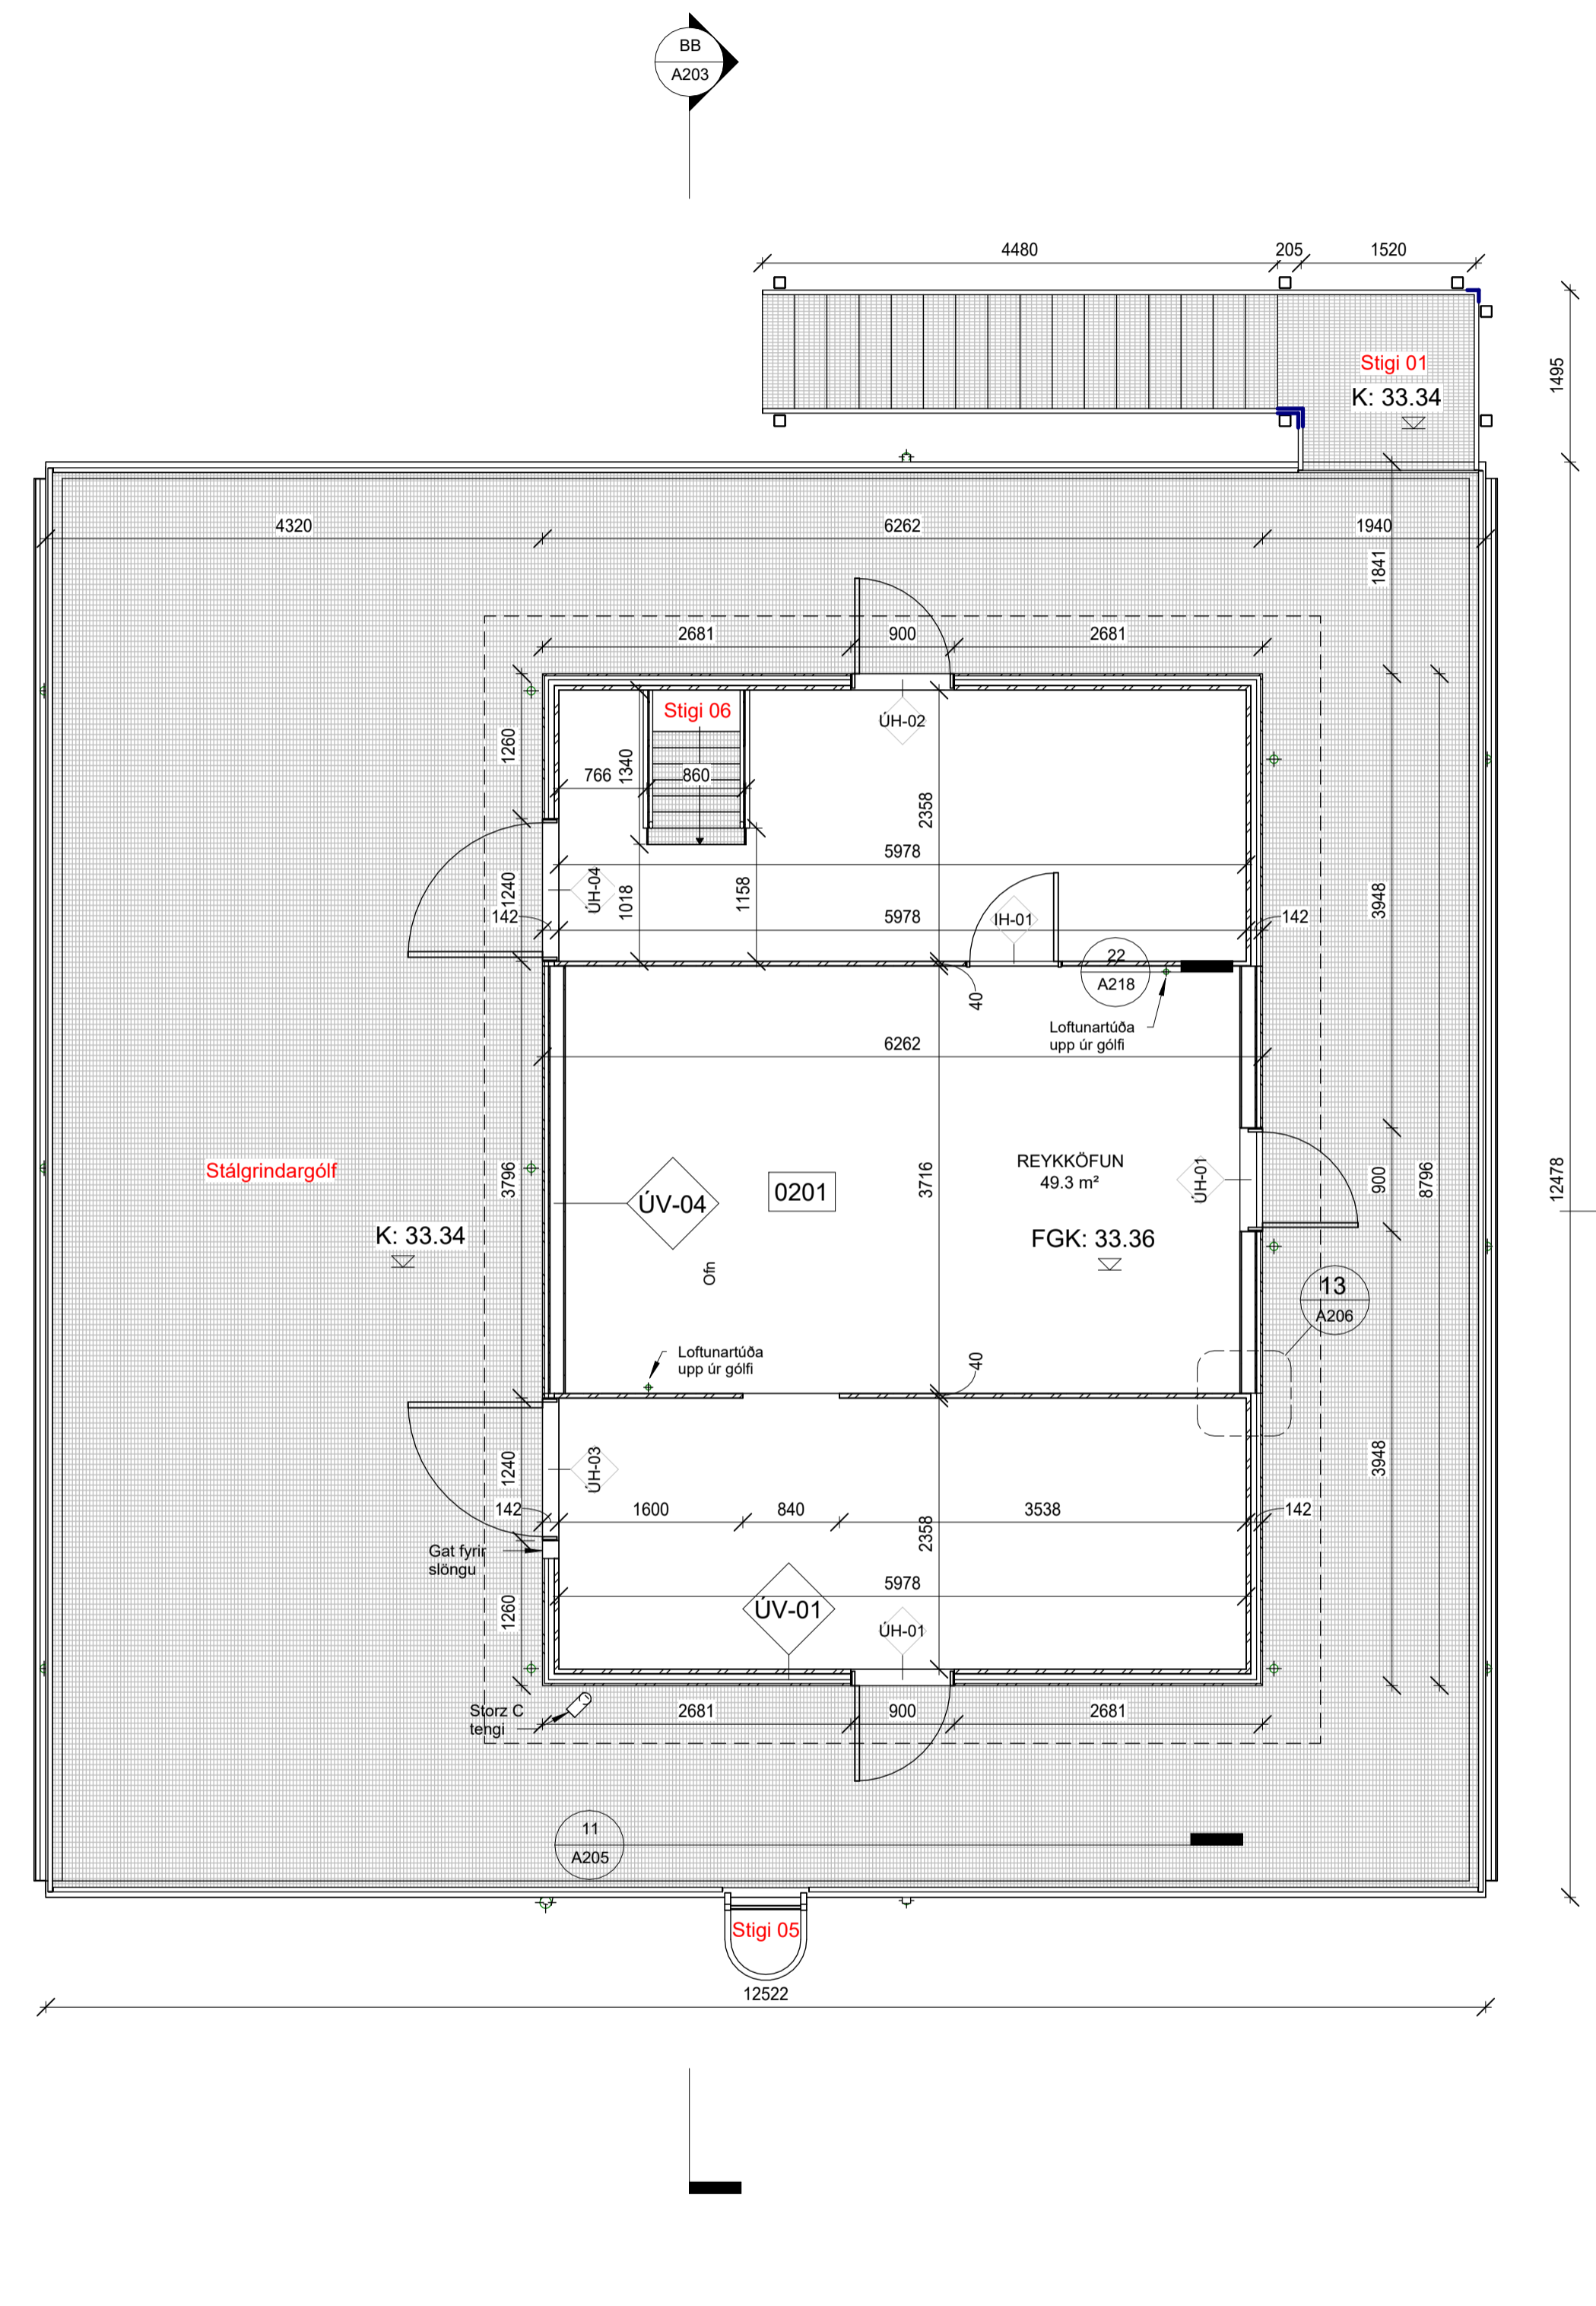 BB
A203
4480
205
1520
1495
Stigi 01
K: 33.34
4320
6262
1940
1841
2681
900
2681
Stigi 06
ÚH-02
1260
1340
766
860
2358
5978
1240
ÚH-04
1018
1158
3948
142
5978
IH-01
142
22
A218
40
Loftunartúða
upp úr gólfi
6262
Stálgrindargólf
3796
ÚV-04
0201
3716
REYKKÖFUN
49.3 m²
ÚH-01
900
8796
12478
K: 33.34
FGK: 33.36
Ofn
13
A206
Loftunartúða
upp úr gólfi
40
1240
ÚH-03
3948
142
1600
840
3538
142
2358
Gat fyrir
slöngu
5978
1260
ÚV-01
ÚH-01
Storz C
tengi
2681
900
2681
11
A205
Stigi 05
12522